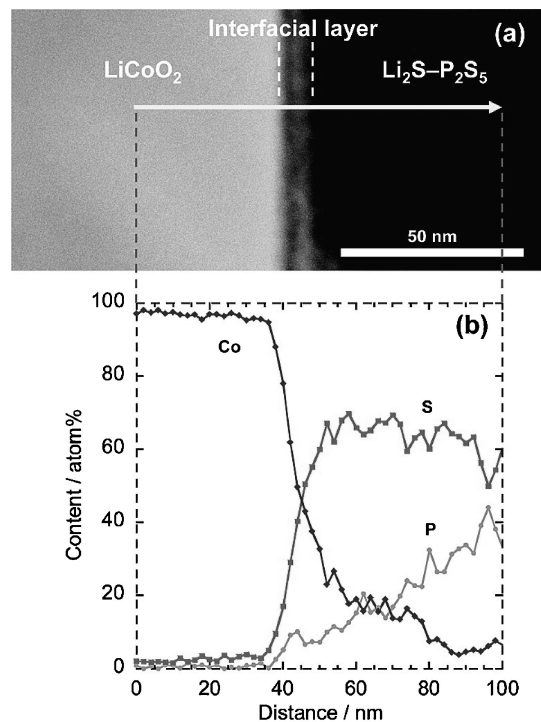 Interfacial layer
(a)
LiCoO₂
Li₂S–P₂S₅
50 nm
100
(b)
Co
80
S
60
40
P
20
0
0
20
40
60
80
100
Content / atom%
Distance / nm